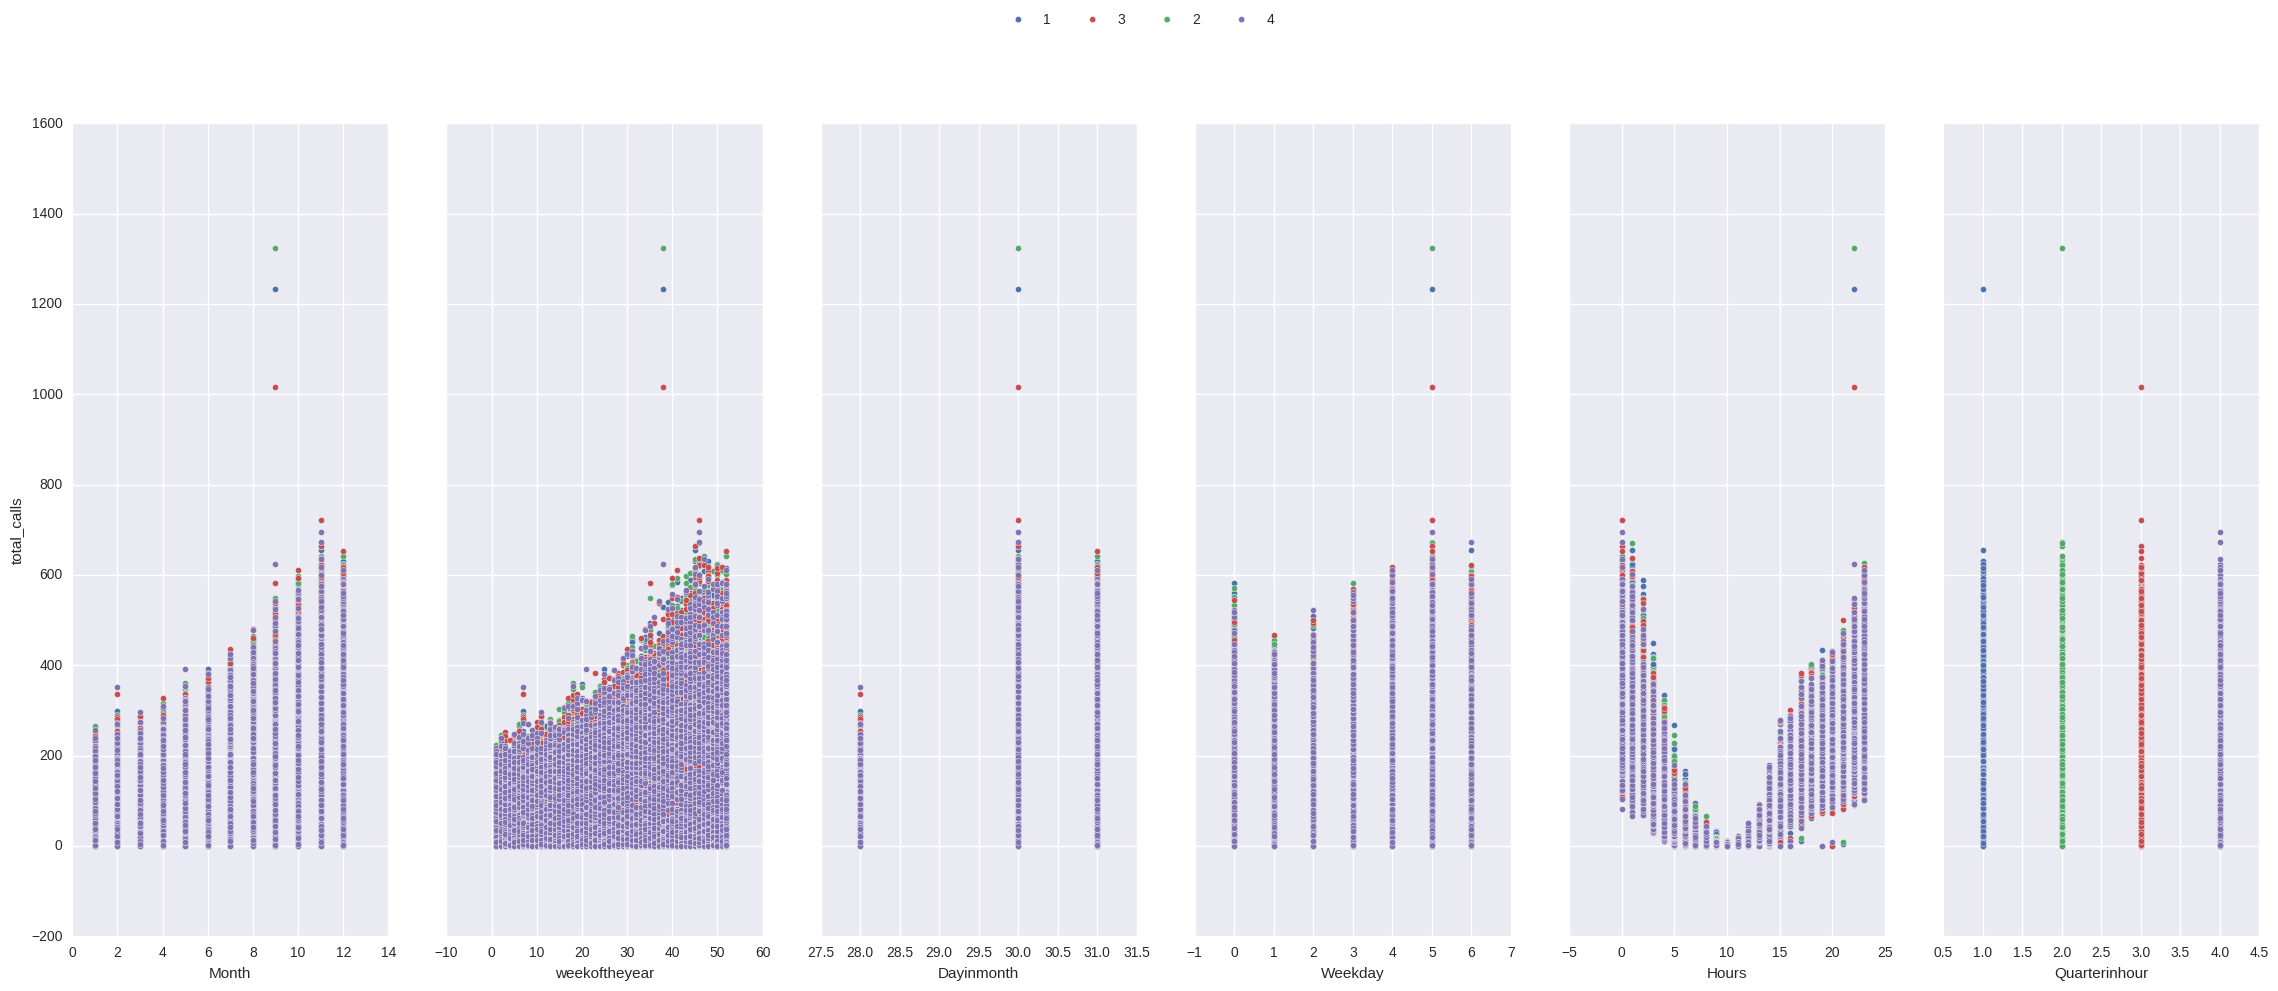 1 3 2 4
1600
1400
1200
1000
800
600
400
200
0
−200
total_calls
0 2 4 6 8 10 12 14
Month
−10 0 10 20 30 40 50 60
weekoftheyear
27.5 28.0 28.5 29.0 29.5 30.0 30.5 31.0 31.5
Dayinmonth
−1 0 1 2 3 4 5 6 7
Weekday
−5 0 5 10 15 20 25
Hours
0.5 1.0 1.5 2.0 2.5 3.0 3.5 4.0 4.5
Quarterinhour